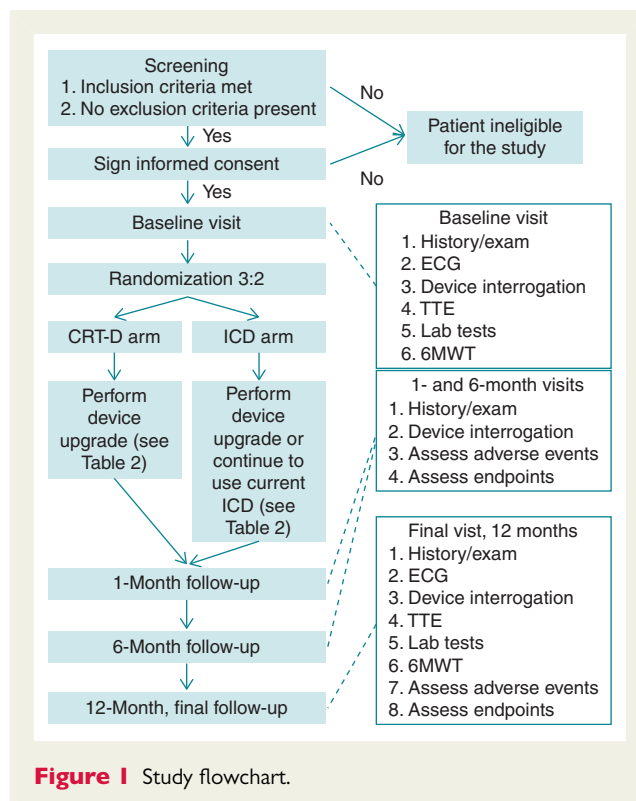 Screening
1. Inclusion criteria met
2. No exclusion criteria present
No
Yes
Patient ineligible
for the study
Sign informed consent
No
Yes
Baseline visit
Randomization 3:2
CRT-D arm
ICD arm
Perform
device
upgrade (see
Table 2)
Perform
device
upgrade or
continue to
use current
ICD (see
Table 2)
1-Month follow-up
6-Month follow-up
12-Month, final follow-up
Baseline visit
1. History/exam
2. ECG
3. Device interrogation
4. TTE
5. Lab tests
6. 6MWT
1- and 6-month visits
1. History/exam
2. Device interrogation
3. Assess adverse events
4. Assess endpoints
Final vist, 12 months
1. History/exam
2. ECG
3. Device interrogation
4. TTE
5. Lab tests
6. 6MWT
7. Assess adverse events
8. Assess endpoints
Figure 1 Study flowchart.